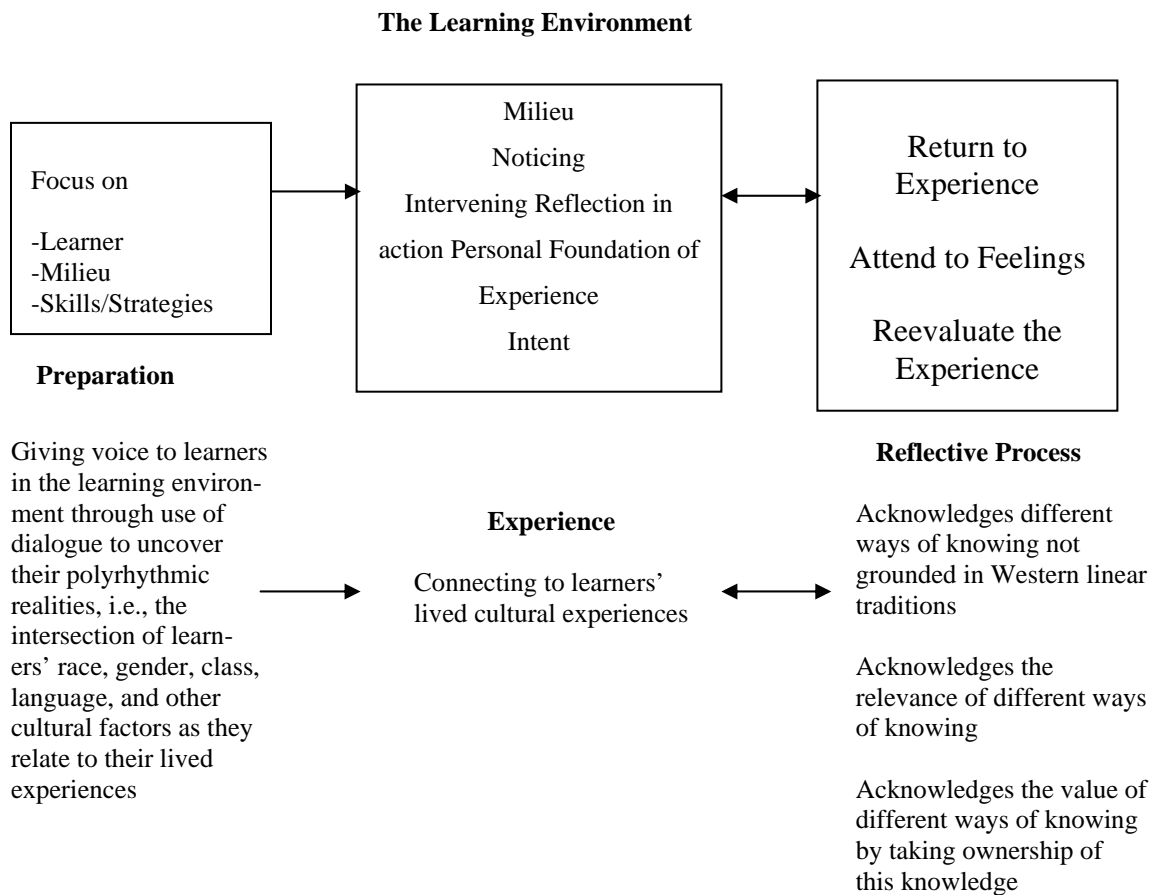 The Learning Environment
Focus on
-Learner
-Milieu
-Skills/Strategies
Preparation
Milieu
Noticing
Intervening Reflection in
action Personal Foundation of
Experience
Intent
Return to
Experience
Attend to Feelings
Reevaluate the
Experience
Giving voice to learners
in the learning environ-
ment through use of
dialogue to uncover
their polyrhythmic
realities, i.e., the
intersection of learn-
ers’ race, gender, class,
language, and other
cultural factors as they
relate to their lived
experiences
Experience
Connecting to learners’
lived cultural experiences
Reflective Process
Acknowledges different
ways of knowing not
grounded in Western linear
traditions
Acknowledges the
relevance of different ways
of knowing
Acknowledges the value of
different ways of knowing
by taking ownership of
this knowledge